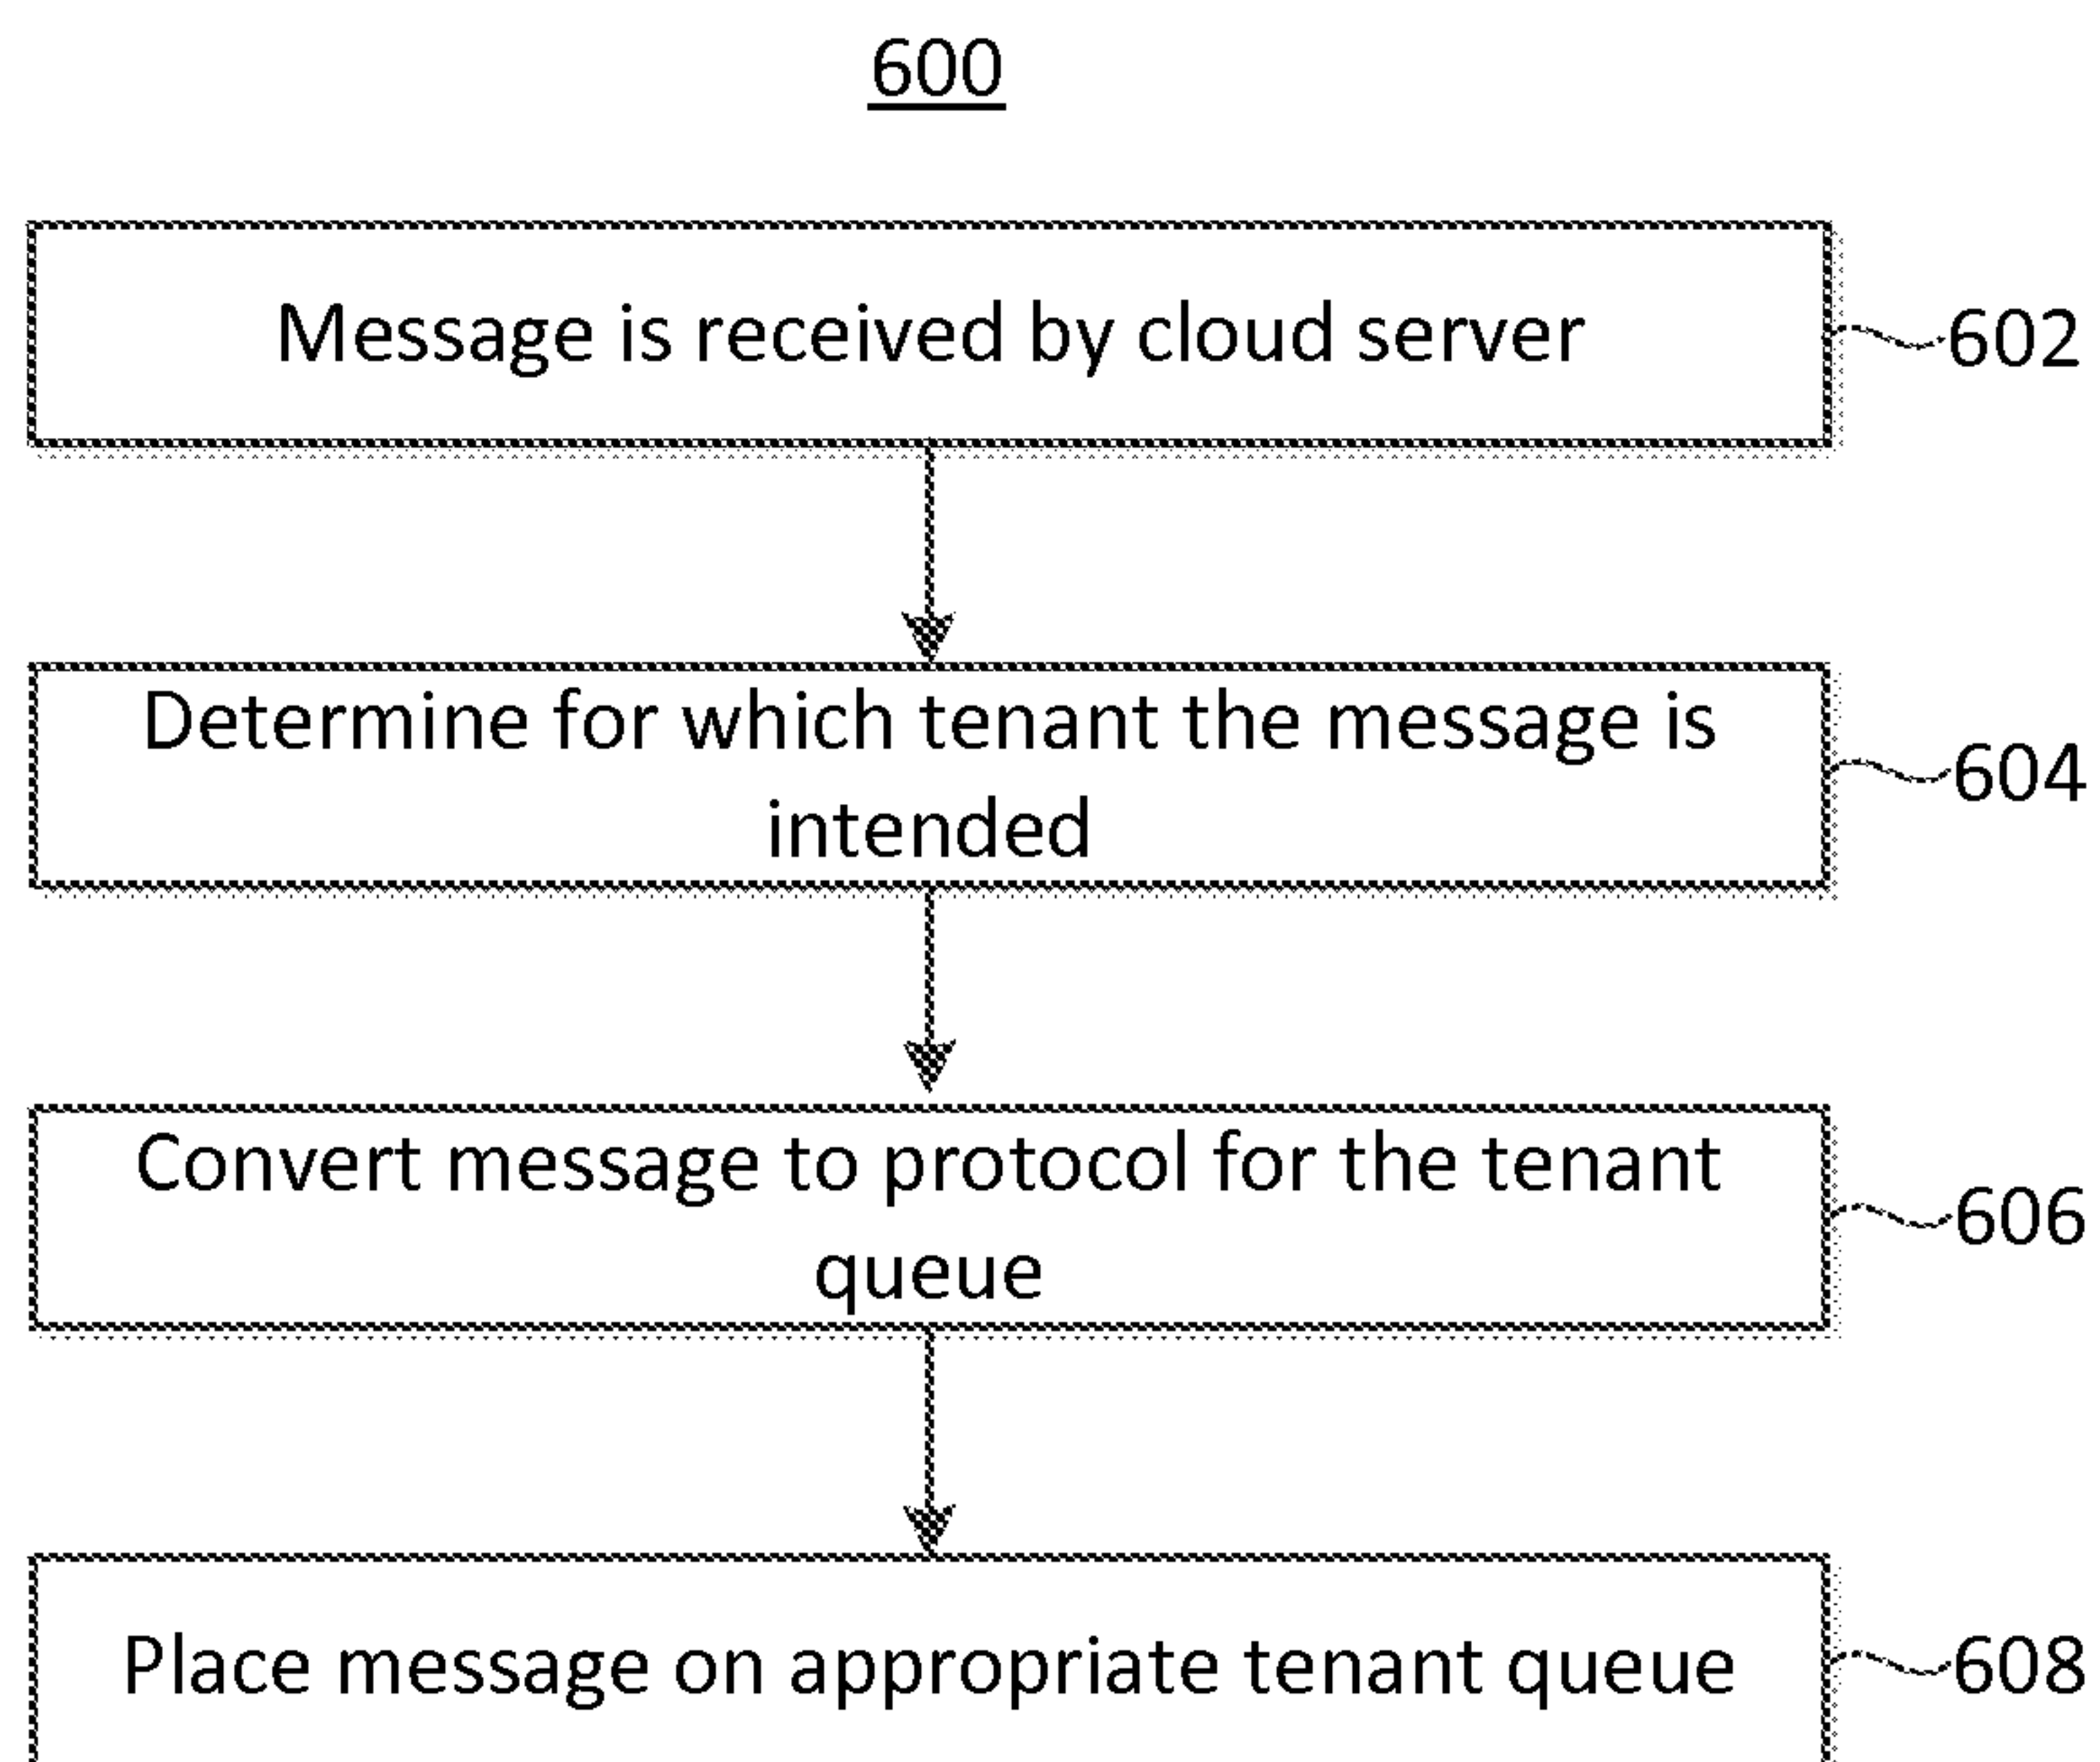 600
Message is received by cloud server
602
Determine for which tenant the message is
intended
604
Convert message to protocol for the tenant
queue
606
Place message on appropriate tenant queue
608